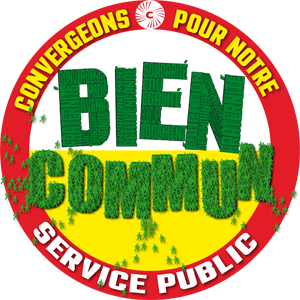 CONVERGEONS C POUR NOTRE
BIEN
COMMUN
SERVICE PUBLIC